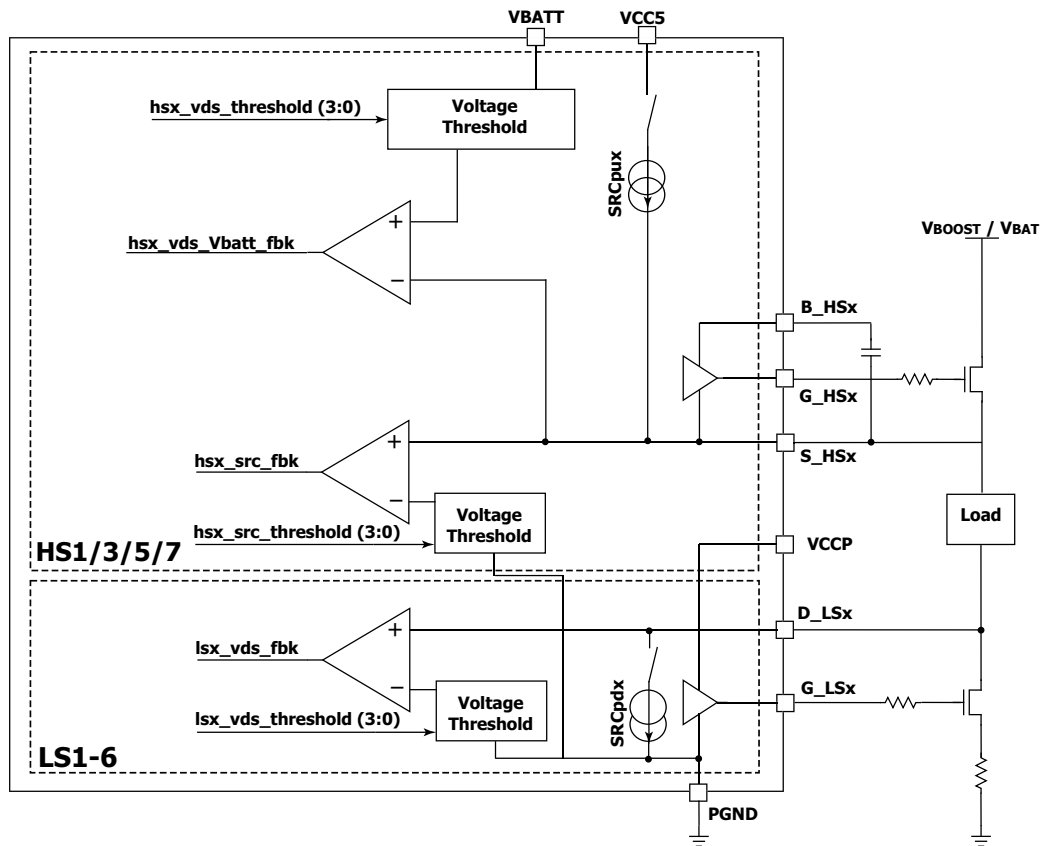 VBATT
VCC5
hsx_vds_threshold (3:0)
Voltage
Threshold
SRCpux
+
hsx_vds_Vbatt_fbk
−
VBOOST / VBAT
B_HSx
G_HSx
+
S_HSx
hsx_src_fbk
−
Voltage
Threshold
hsx_src_threshold (3:0)
Load
HS1/3/5/7
VCCP
D_LSx
+
lsx_vds_fbk
−
G_LSx
Voltage
Threshold
SRCpdx
lsx_vds_threshold (3:0)
LS1-6
PGND